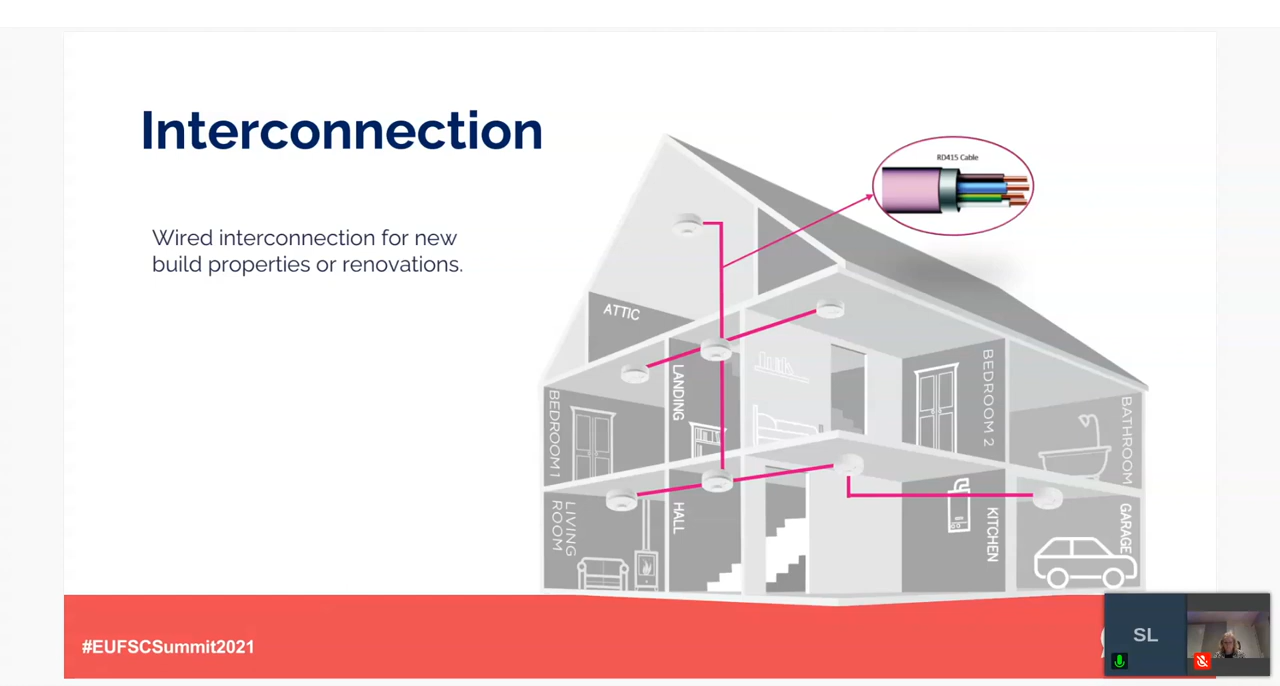 Interconnection
Wired interconnection for new
build properties or renovations.
RD415 Cable
ATTIC
BEDROOM 1
LANDING
BEDROOM 2
BATHROOM
LIVING
ROOM
HALL
KITCHEN
GARAGE
#EUFSCSummit2021
SL